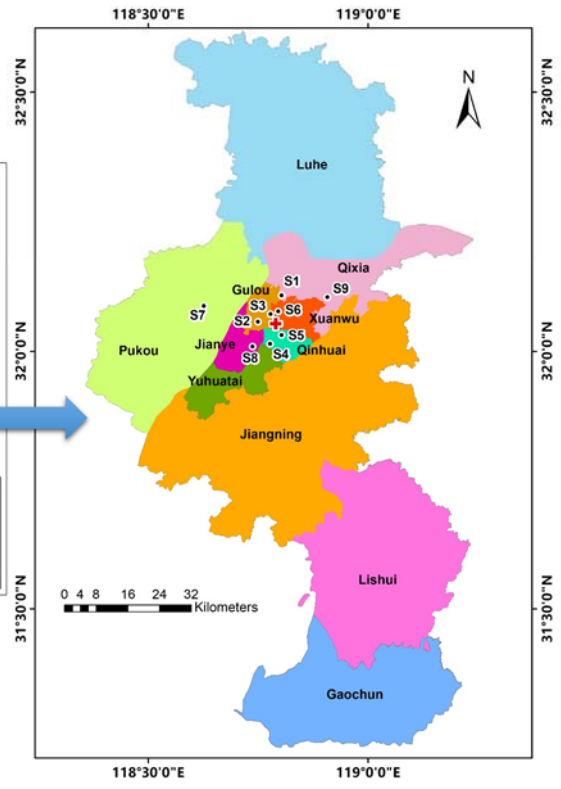 118°30'0"E
119°0'0"E
32°30'0"N
32°30'0"N
N
Luhe
Qixia
Gulou
S1
S9
S3
S6
S7
S2
Xuanwu
Jianye
S5
32°0'0"N
32°0'0"N
Pukou
S8
S4
Qinhuai
Yuhuatai
Jiangning
Lishui
0 4 8 16 24 32
Kilometers
31°30'0"N
31°30'0"N
Gaochun
118°30'0"E
119°0'0"E